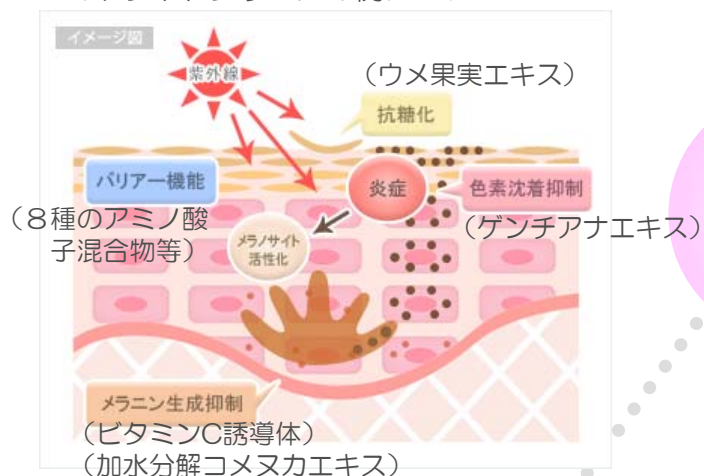 イメージ図
紫外線
（ウメ果実エキス）
抗糖化
バリアー機能
炎症
色素沈着抑制
（８種のアミノ酸
子混合物等）
（ゲンチアナエキス）
メラノサイト
活性化
メラニン生成抑制
（ビタミンC誘導体）
（加水分解コメヌカエキス）